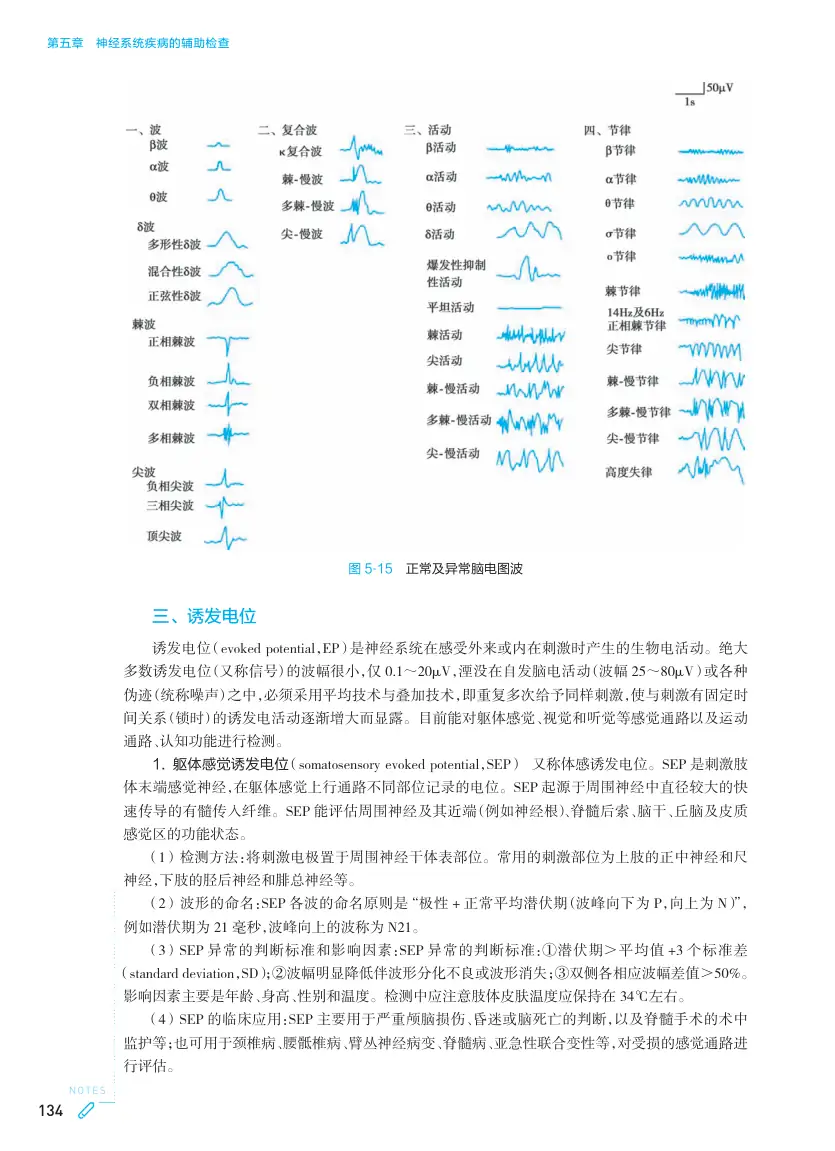 第五章 神经系统疾病的辅助检查
50μV
1s
一、波
β波
α波
θ波
δ波
多形性δ波
混合性δ波
正弦性δ波
棘波
正相棘波
负相棘波
双相棘波
多相棘波
尖波
负相尖波
三相尖波
顶尖波
二、复合波
κ复合波
棘-慢波
多棘-慢波
尖-慢波
三、活动
β活动
α活动
θ活动
δ活动
爆发性抑制
性活动
平坦活动
棘活动
尖活动
棘-慢活动
多棘-慢活动
尖-慢活动
四、节律
β节律
α节律
θ节律
σ节律
ο节律
棘节律
14Hz及6Hz
正相棘节律
尖节律
棘-慢节律
多棘-慢节律
尖-慢节律
高度失律
图 5-15 正常及异常脑电图波
三、诱发电位
诱发电位(evoked potential,EP)是神经系统在感受外来或内在刺激时产生的生物电活动。绝大
多数诱发电位(又称信号)的波幅很小,仅 0.1～20μV,湮没在自发脑电活动(波幅 25～80μV)或各种
伪迹(统称噪声)之中,必须采用平均技术与叠加技术,即重复多次给予同样刺激,使与刺激有固定时
间关系(锁时)的诱发电活动逐渐增大而显露。目前能对躯体感觉、视觉和听觉等感觉通路以及运动
通路、认知功能进行检测。
1. 躯体感觉诱发电位(somatosensory evoked potential,SEP) 又称体感诱发电位。SEP 是刺激肢
体末端感觉神经,在躯体感觉上行通路不同部位记录的电位。SEP 起源于周围神经中直径较大的快
速传导的有髓传入纤维。SEP 能评估周围神经及其近端(例如神经根)、脊髓后索、脑干、丘脑及皮质
感觉区的功能状态。
(1)检测方法:将刺激电极置于周围神经干体表部位。常用的刺激部位为上肢的正中神经和尺
神经,下肢的胫后神经和腓总神经等。
(2)波形的命名:SEP 各波的命名原则是“极性 + 正常平均潜伏期(波峰向下为 P,向上为 N)”,
例如潜伏期为 21 毫秒,波峰向上的波称为 N21。
(3)SEP 异常的判断标准和影响因素:SEP 异常的判断标准:①潜伏期＞平均值 +3 个标准差
(standard deviation,SD);②波幅明显降低伴波形分化不良或波形消失;③双侧各相应波幅差值＞50%。
影响因素主要是年龄、身高、性别和温度。检测中应注意肢体皮肤温度应保持在 34℃左右。
(4)SEP 的临床应用:SEP 主要用于严重颅脑损伤、昏迷或脑死亡的判断,以及脊髓手术的术中
监护等;也可用于颈椎病、腰骶椎病、臂丛神经病变、脊髓病、亚急性联合变性等,对受损的感觉通路进
行评估。
NOTES
134